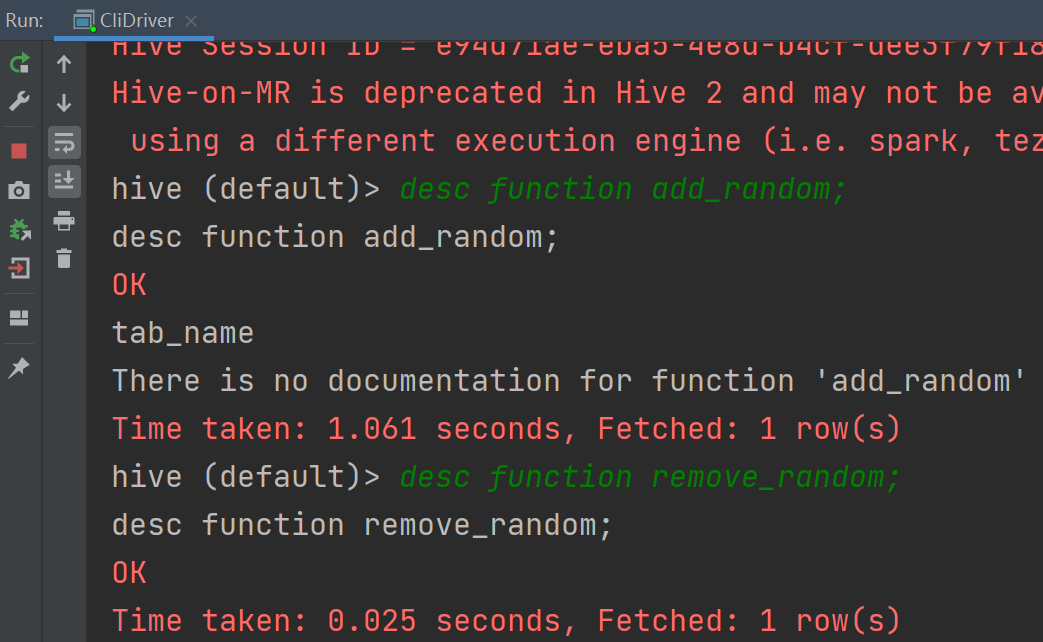 Run: CliDriver
Hive Session ID = e94d71ae-eba5-4e8d-b4cf-dee3f79f18
Hive-on-MR is deprecated in Hive 2 and may not be av
using a different execution engine (i.e. spark, tez
hive (default)> desc function add_random;
desc function add_random;
OK
tab_name
There is no documentation for function 'add_random'
Time taken: 1.061 seconds, Fetched: 1 row(s)
hive (default)> desc function remove_random;
desc function remove_random;
OK
Time taken: 0.025 seconds, Fetched: 1 row(s)